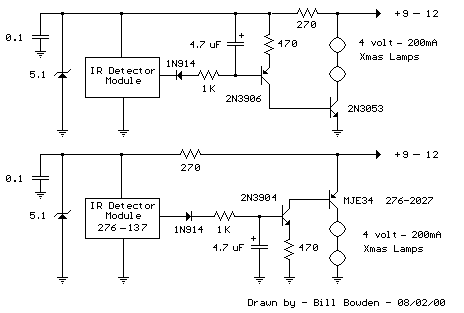 +9-12
270
0.1
4.7 uF
+
470
4 volt-200mA
Xmas Lamps
1N914
5.1
IR Detector
Module
1K
2N3906
2N3053
+9-12
270
0.1
2N3904
MJE34 276-2027
5.1
IR Detector
Module
276-137
1N914
1K
+
4.7 uF
470
4 volt-200mA
Xmas Lamps
Drawn by - Bill Bowden - 08/02/00